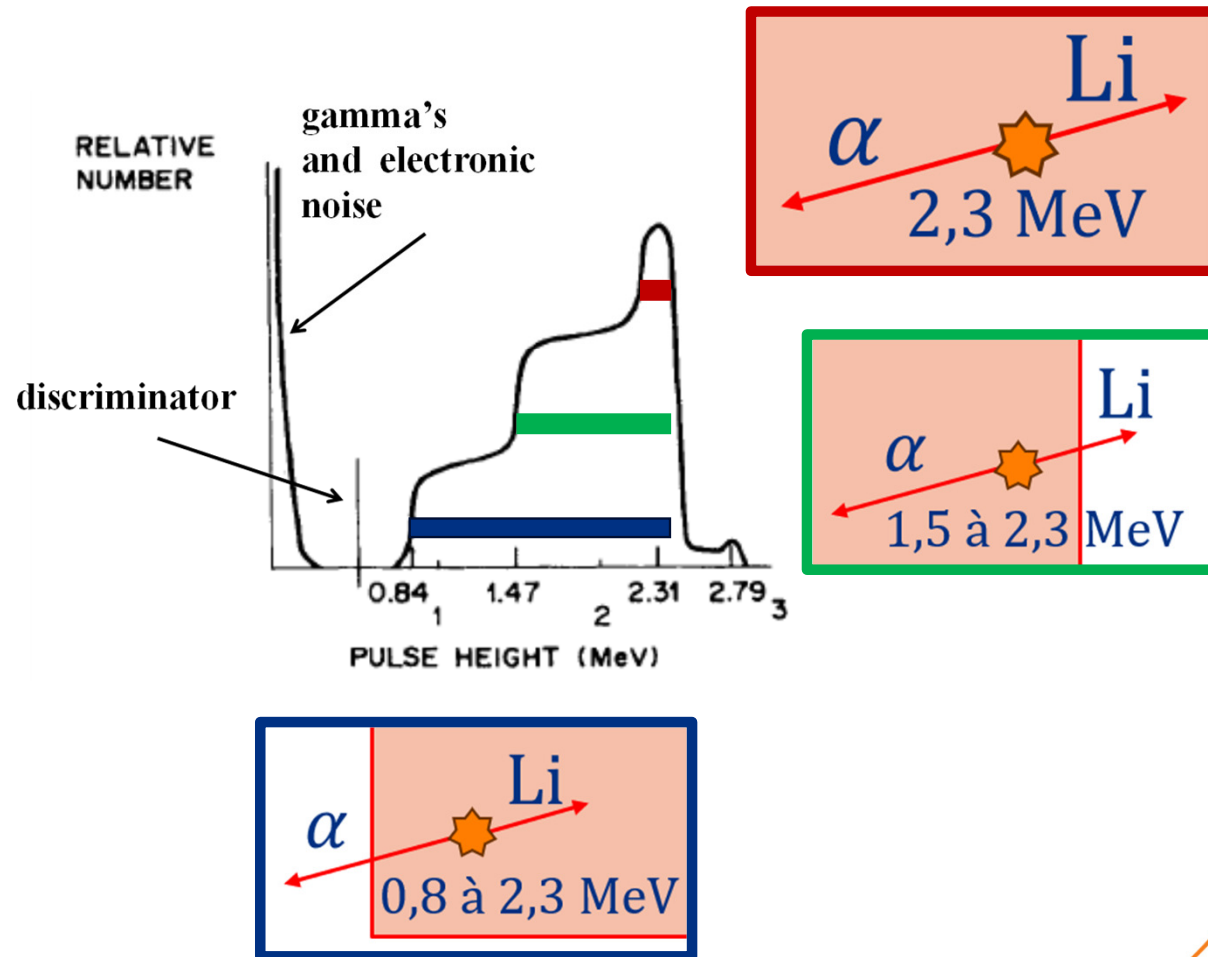 RELATIVE
NUMBER
gamma's
and electronic
noise
discriminator
0.84 1.47 2.31 2.79
1 2 3
PULSE HEIGHT (MeV)
Li
α
2,3 MeV
Li
α
1,5 à 2,3 MeV
Li
α
0,8 à 2,3 MeV